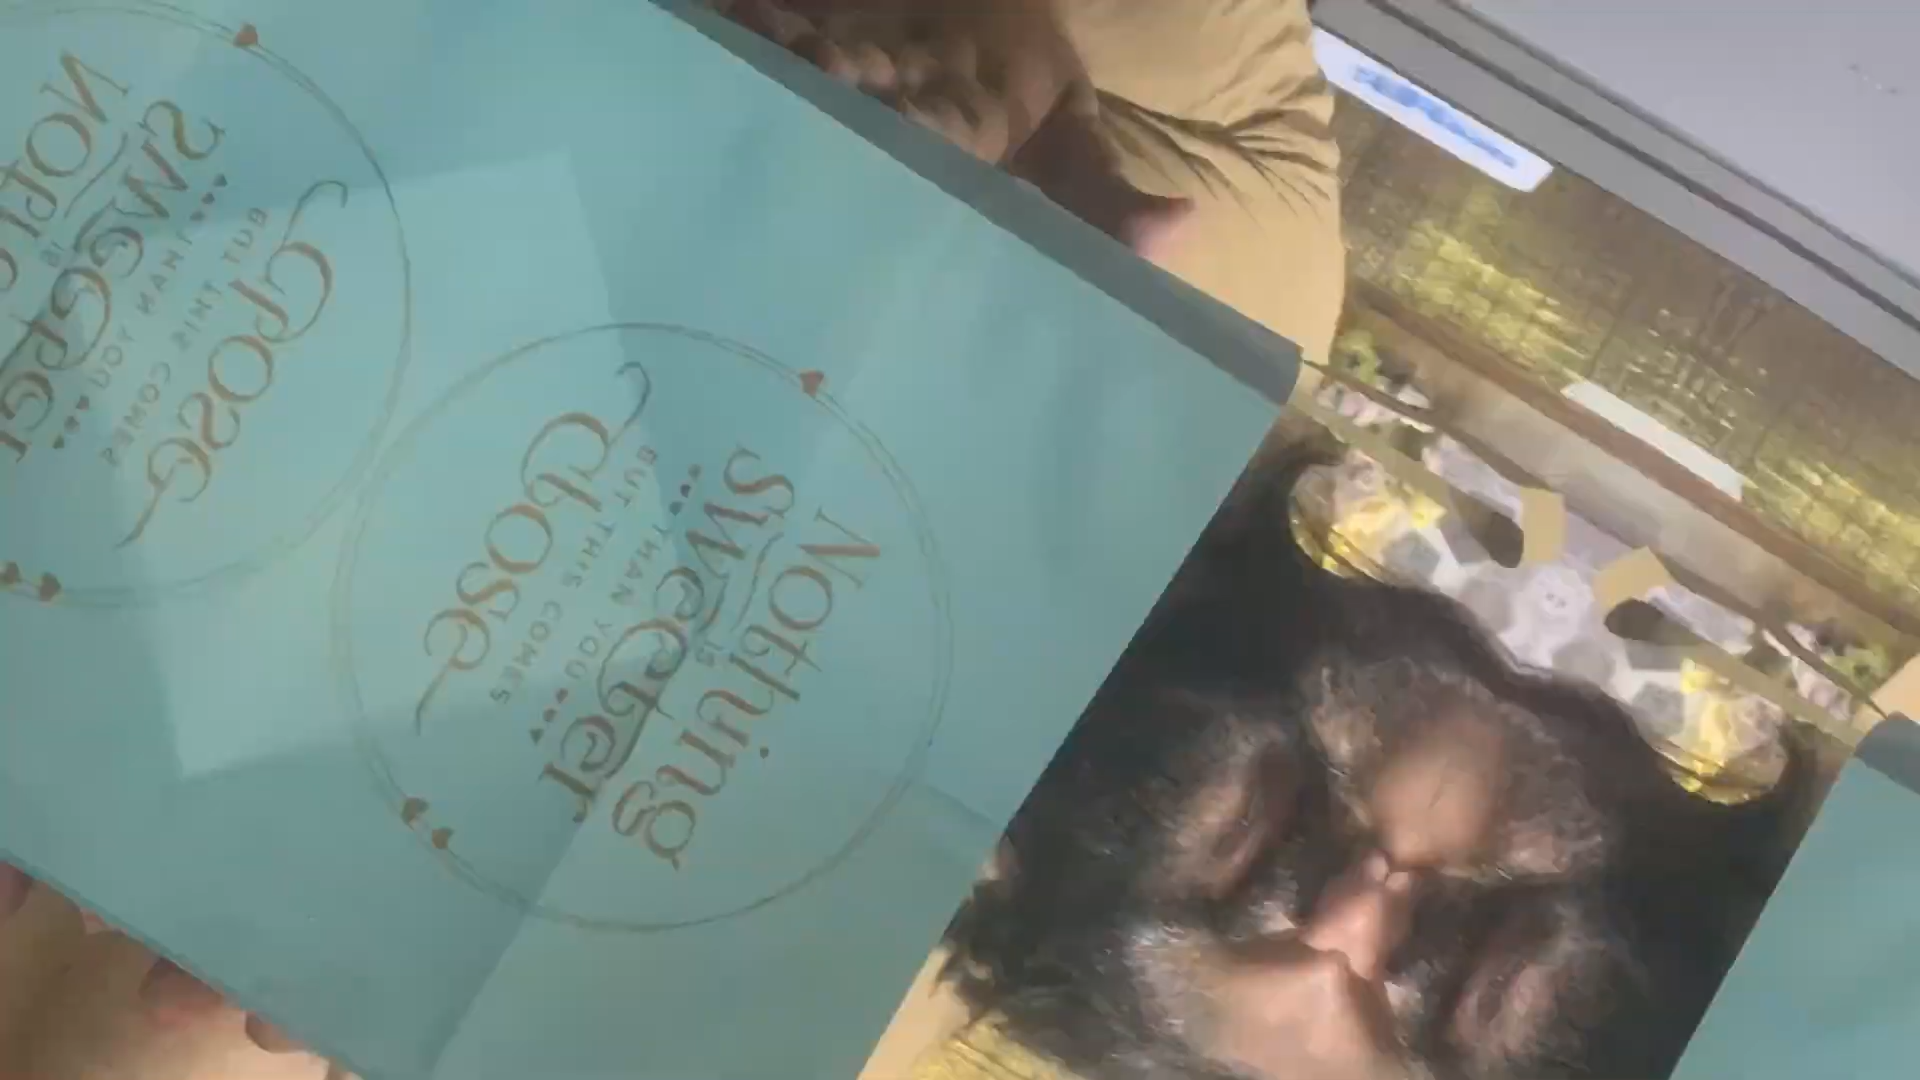 Nothing
IS
Sweeter
THAN YOU
BUT THIS COMES
Close
Nothing
IS
Sweeter
THAN YOU
BUT THIS COMES
Close